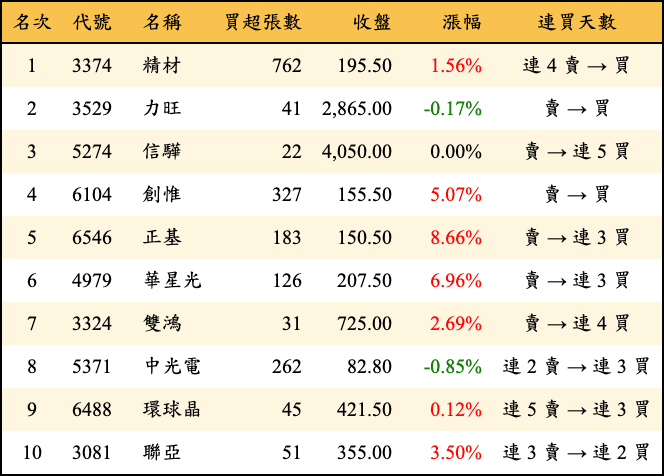 名次 代號 名稱 買超張數 收盤 漲幅 連買天數
1 3374 精材 762 195.50 1.56% 連 4 賣 → 買
2 3529 力旺 41 2,865.00 -0.17% 賣 → 買
3 5274 信驊 22 4,050.00 0.00% 賣 → 連 5 買
4 6104 創惟 327 155.50 5.07% 賣 → 買
5 6546 正基 183 150.50 8.66% 賣 → 連 3 買
6 4979 華星光 126 207.50 6.96% 賣 → 連 3 買
7 3324 雙鴻 31 725.00 2.69% 賣 → 連 4 買
8 5371 中光電 262 82.80 -0.85% 連 2 賣 → 連 3 買
9 6488 環球晶 45 421.50 0.12% 連 5 賣 → 連 3 買
10 3081 聯亞 51 355.00 3.50% 連 3 賣 → 連 2 買